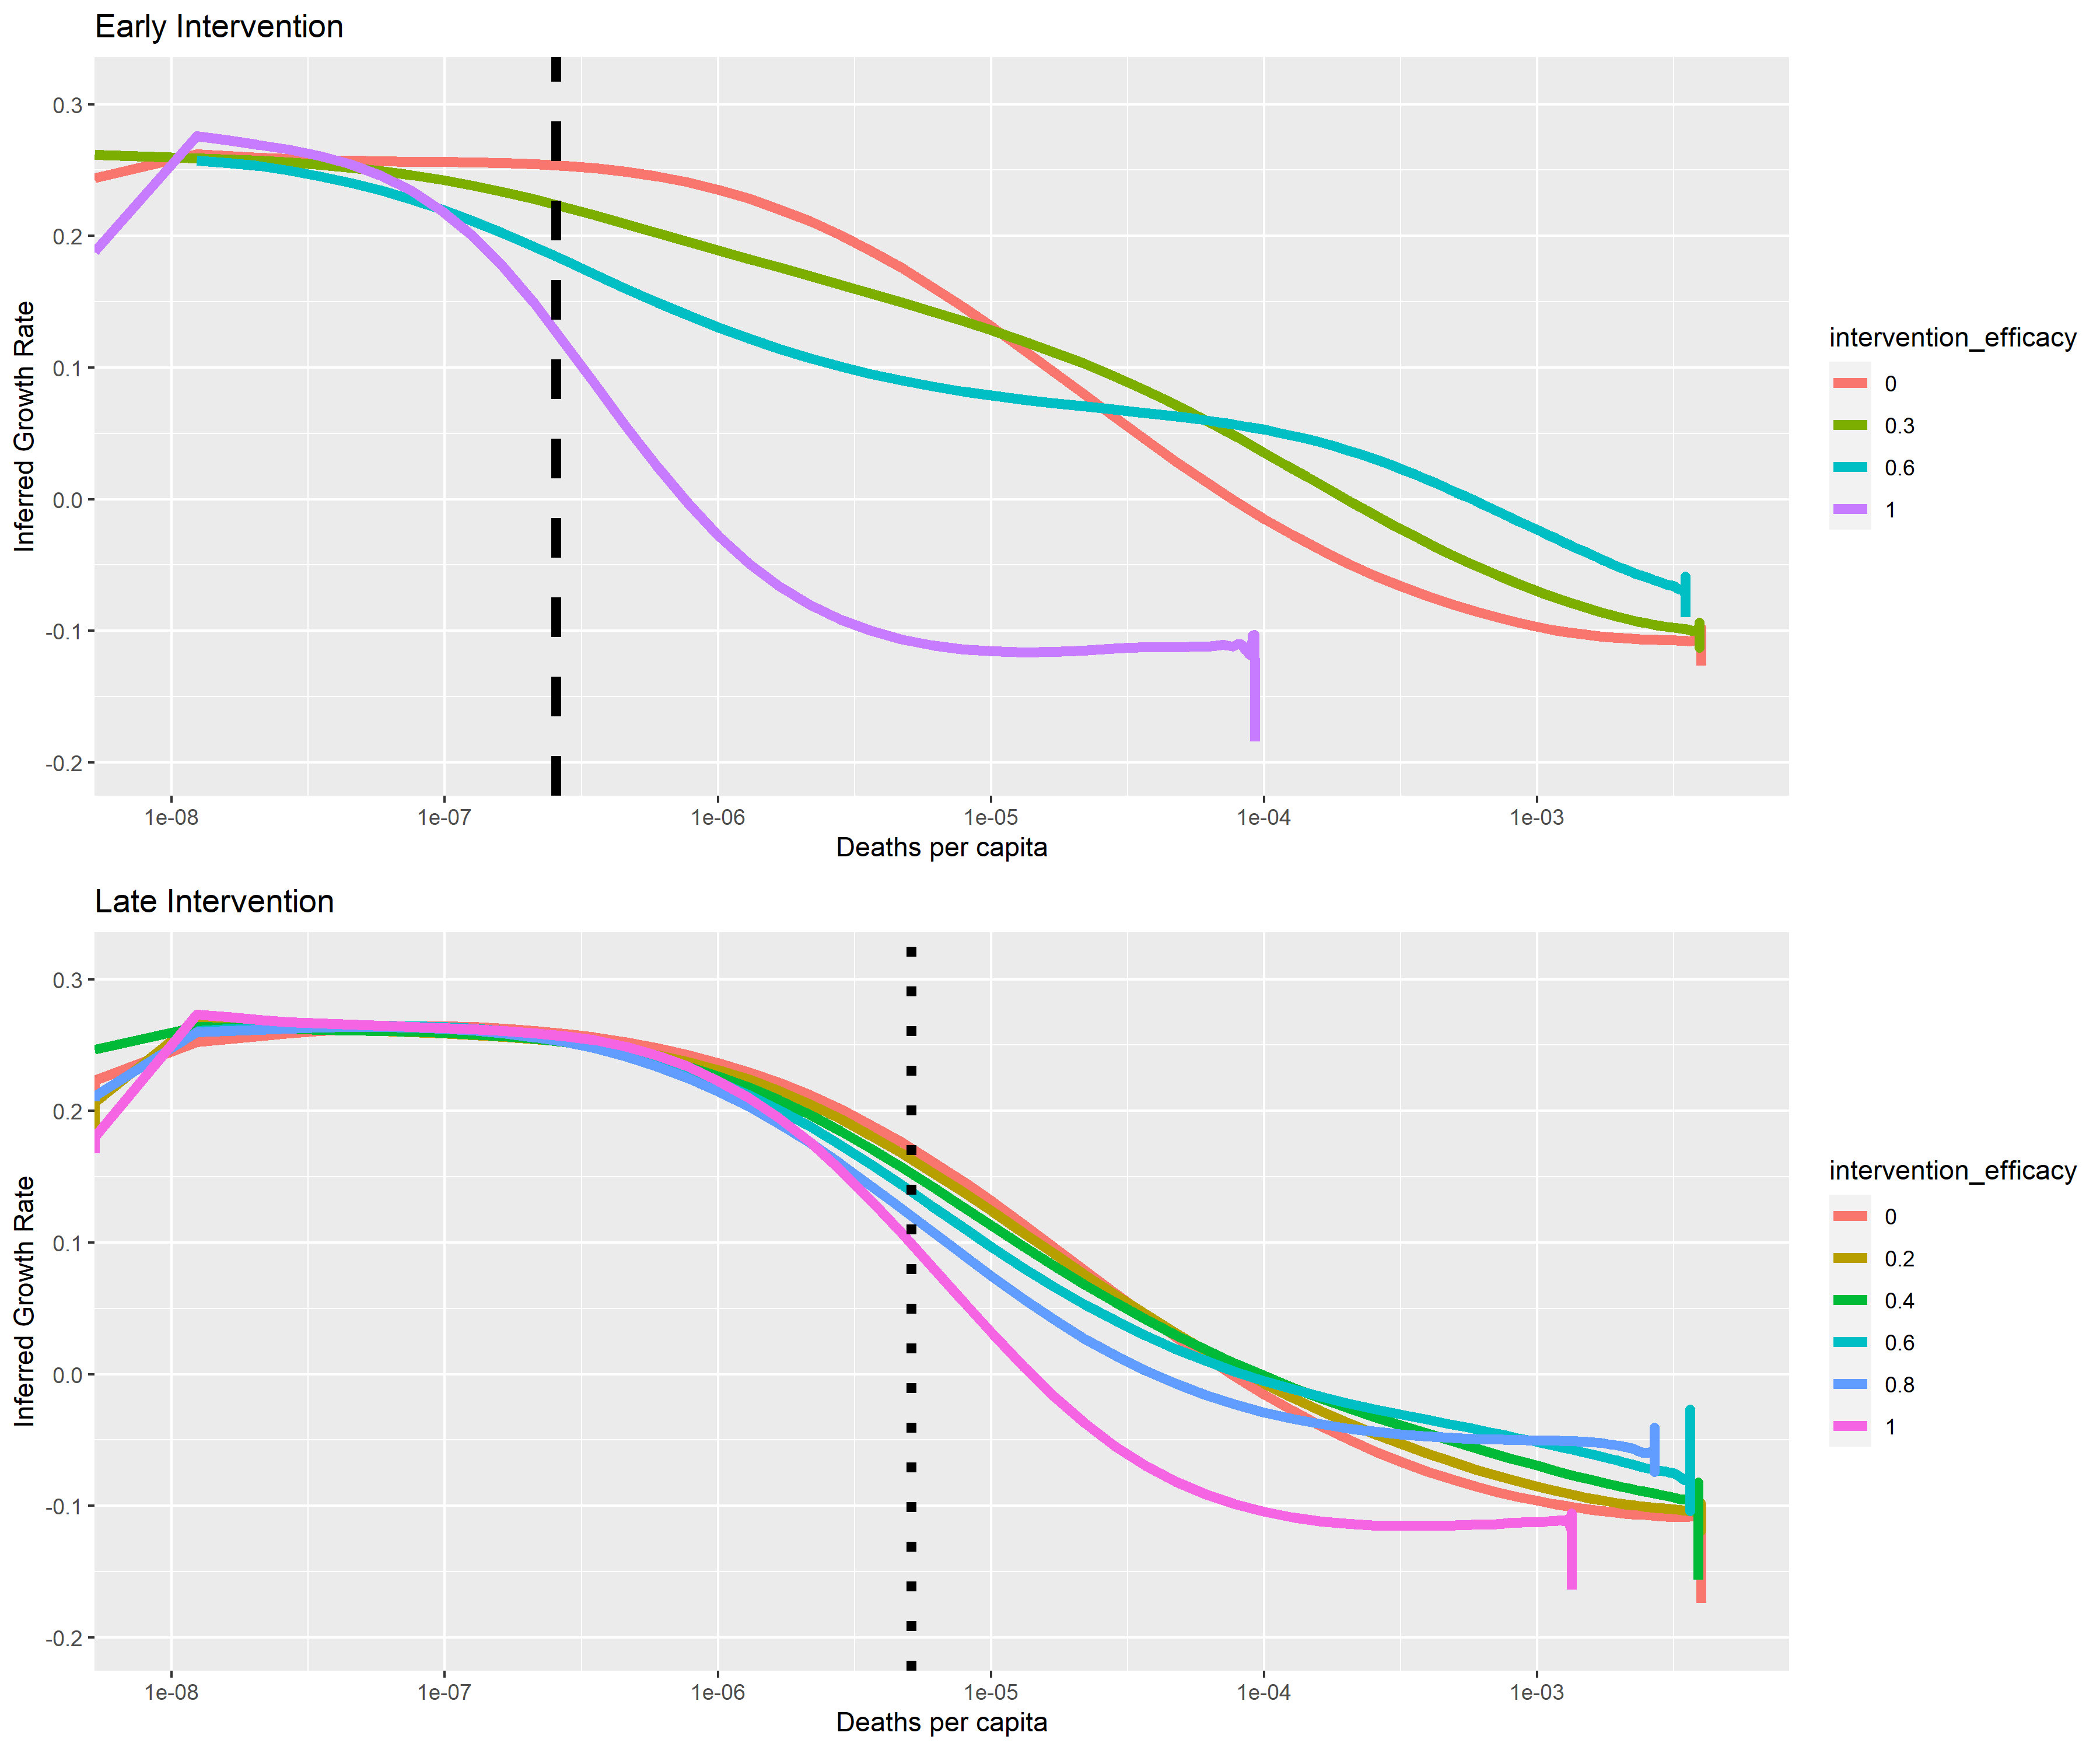 Early Intervention
Inferred Growth Rate
0.3
0.2
0.1
0.0
-0.1
-0.2
1e-08 1e-07 1e-06 1e-05 1e-04 1e-03
Deaths per capita
intervention_efficacy
0
0.3
0.6
1
Late Intervention
Inferred Growth Rate
0.3
0.2
0.1
0.0
-0.1
-0.2
1e-08 1e-07 1e-06 1e-05 1e-04 1e-03
Deaths per capita
intervention_efficacy
0
0.2
0.4
0.6
0.8
1